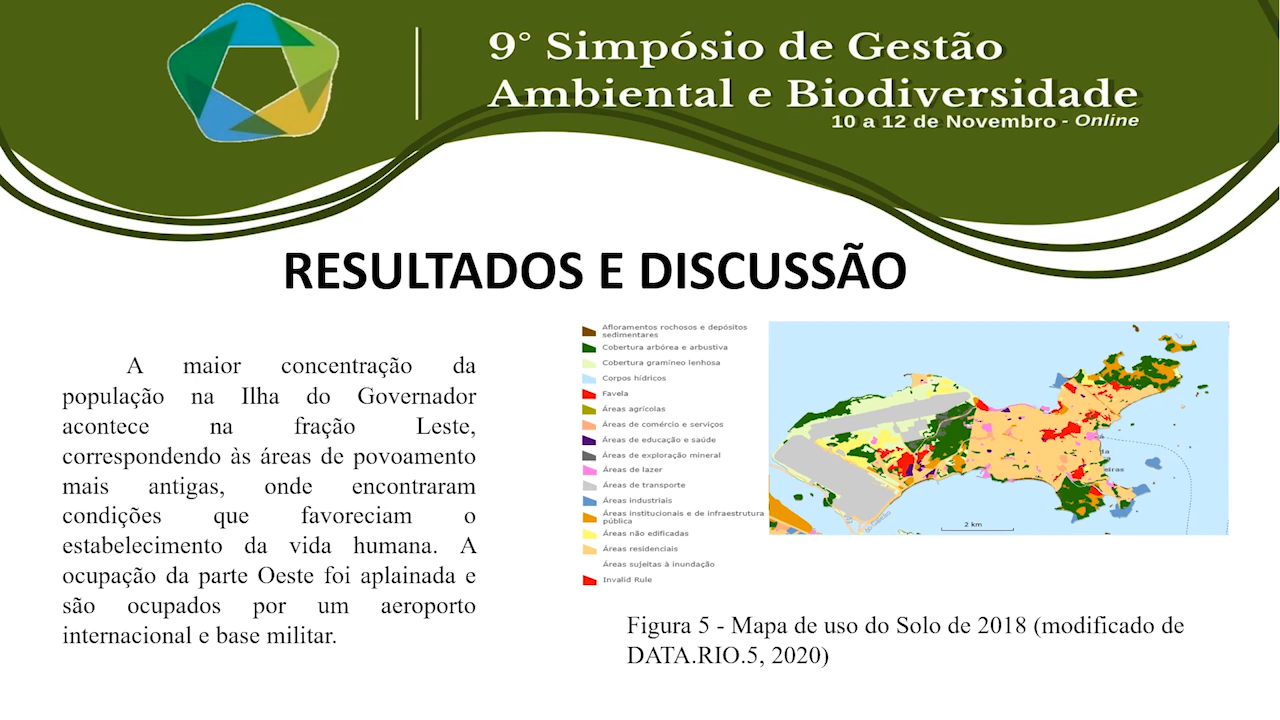 9° Simpósio de Gestão
Ambiental e Biodiversidade
10 a 12 de Novembro - Online
RESULTADOS E DISCUSSÃO
A maior concentração da
população na Ilha do Governador
acontece na fração Leste,
correspondendo às áreas de povoamento
mais antigas, onde encontraram
condições que favoreciam o
estabelecimento da vida humana. A
ocupação da parte Oeste foi aplainada e
são ocupados por um aeroporto
internacional e base militar.
Afloramentos rochosos e depósitos
sedimentares
Cobertura arbórea e arbustiva
Cobertura gramíneo lenhosa
Corpos hídricos
Favela
Áreas agrícolas
Áreas de comércio e serviços
Áreas de educação e saúde
Áreas de exploração mineral
Áreas de lazer
Áreas de transporte
Áreas industriais
Áreas institucionais e de infraestrutura
pública
Áreas não edificadas
Áreas residenciais
Áreas sujeitas à inundação
Invalid Rule
2 km
Figura 5 - Mapa de uso do Solo de 2018 (modificado de
DATA.RIO.5, 2020)